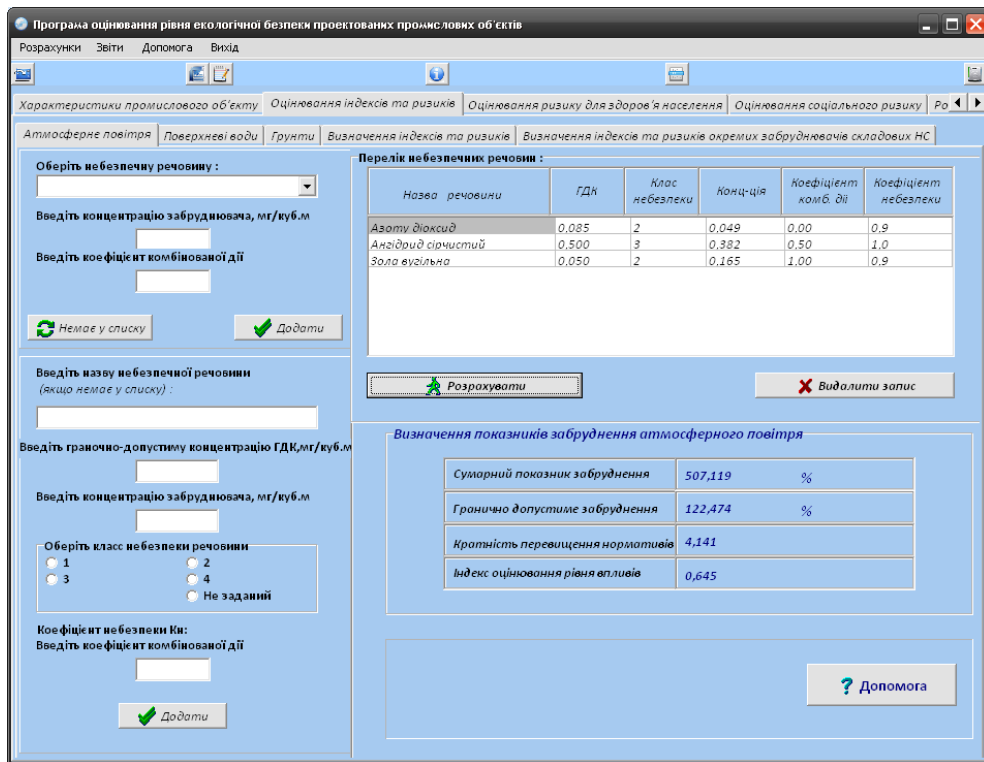 Програма оцінювання рівня екологічної безпеки проектованих промислових об'єктів
Розрахунки Звіти Допомога Вихід
Характеристики промислового об'єкту Оцінювання індексів та ризиків Оцінювання ризику для здоров'я населення Оцінювання соціального ризику Ро
Атмосферне повітря Поверхневі води Ґрунти Визначення індексів та ризиків Визначення індексів та ризиків окремих забруднювачів складових НС
Оберіть небезпечну речовину :
Введіть концентрацію забруднювача, мг/куб.м
Введіть коефіцієнт комбінованої дії
Немає у списку Додати
Введіть назву небезпечної речовини
(якщо немає у списку) :
Введіть граночно-допустиму концентрацію ГДК,мг/куб.м
Введіть концентрацію забруднювача, мг/куб.м
Оберіть класс небезпеки речовини
1 2
3 4
Не заданий
Коефіцієнт небезпеки Кн:
Введіть коефіцієнт комбінованої дії
Додати
Перелік небезпечних речовин :
Назва речовини ГДК Клас небезпеки Конц-ція Коефіцієнт комб. дії Коефіцієнт небезпеки
Азоту діоксид 0,085 2 0,049 0,00 0,9
Ангідрид сірчистий 0,500 3 0,382 0,50 1,0
Зола вугільна 0,050 2 0,165 1,00 0,9
Розрахувати Видалити запис
Визначення показників забруднення атмосферного повітря
Сумарний показник забруднення 507,119 %
Гранично допустиме забруднення 122,474 %
Кратність перевищення нормативів 4,141
Індекс оцінювання рівня впливів 0,645
? Допомога